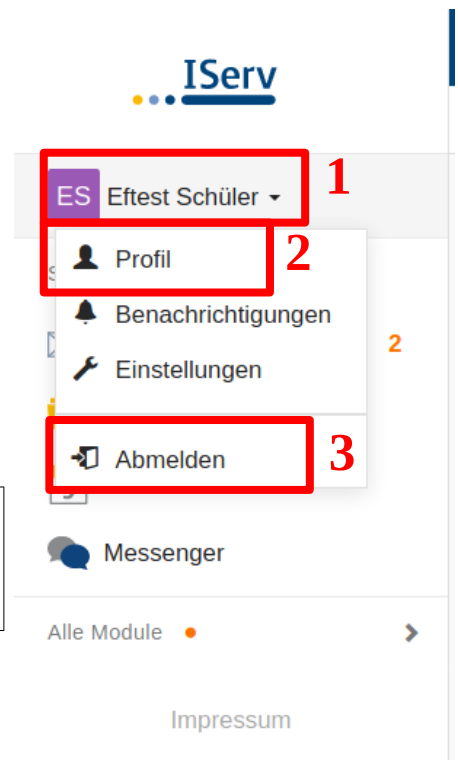 IServ
ES Eftest Schüler
1
Profil
2
Benachrichtigungen
2
Einstellungen
Abmelden
3
Messenger
Alle Module
Impressum